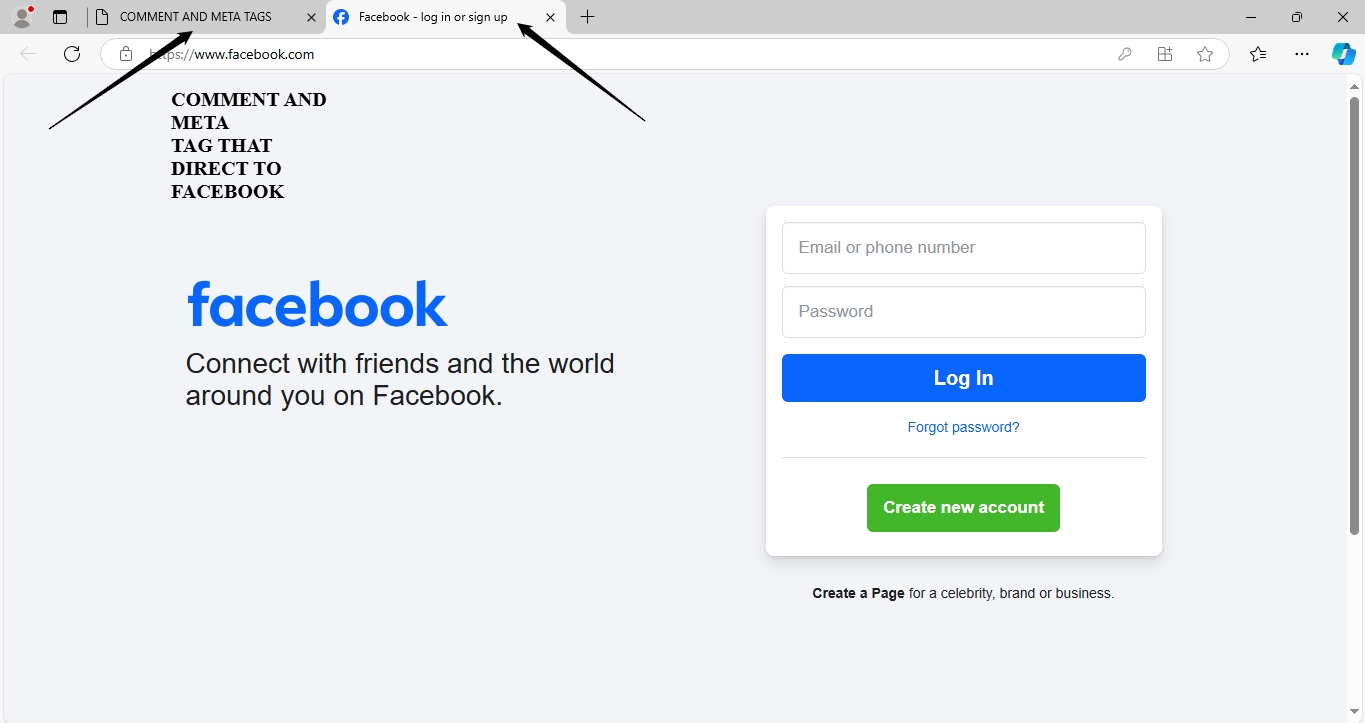 COMMENT AND META TAGS
Facebook - log in or sign up
https://www.facebook.com
COMMENT AND
META
TAG THAT
DIRECT TO
FACEBOOK
facebook
Connect with friends and the world
around you on Facebook.
Email or phone number
Password
Log In
Forgot password?
Create new account
Create a Page for a celebrity, brand or business.